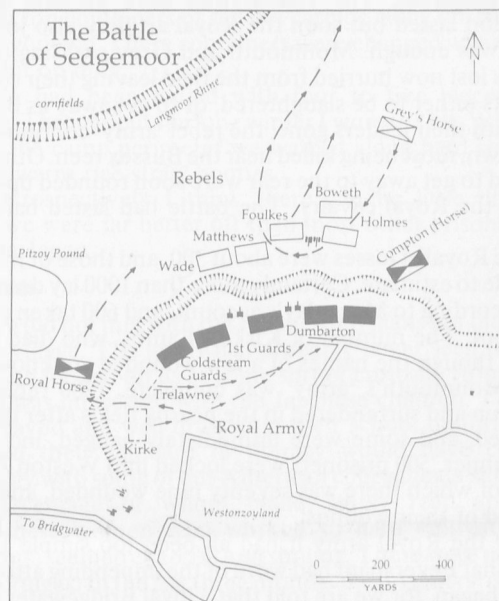 The Battle
of Sedgemoor
cornfields
Langmoor Rhine
Grey's Horse
Rebels
Boweth
Foulkes
Holmes
Matthews
Compton (Horse)
Wade
Pitzoy Pound
Dumbarton
1st Guards
Coldstream
Guards
Royal Horse
Trelawney
Royal Army
Kirke
Westonzoyland
To Bridgwater
0 200 400
YARDS